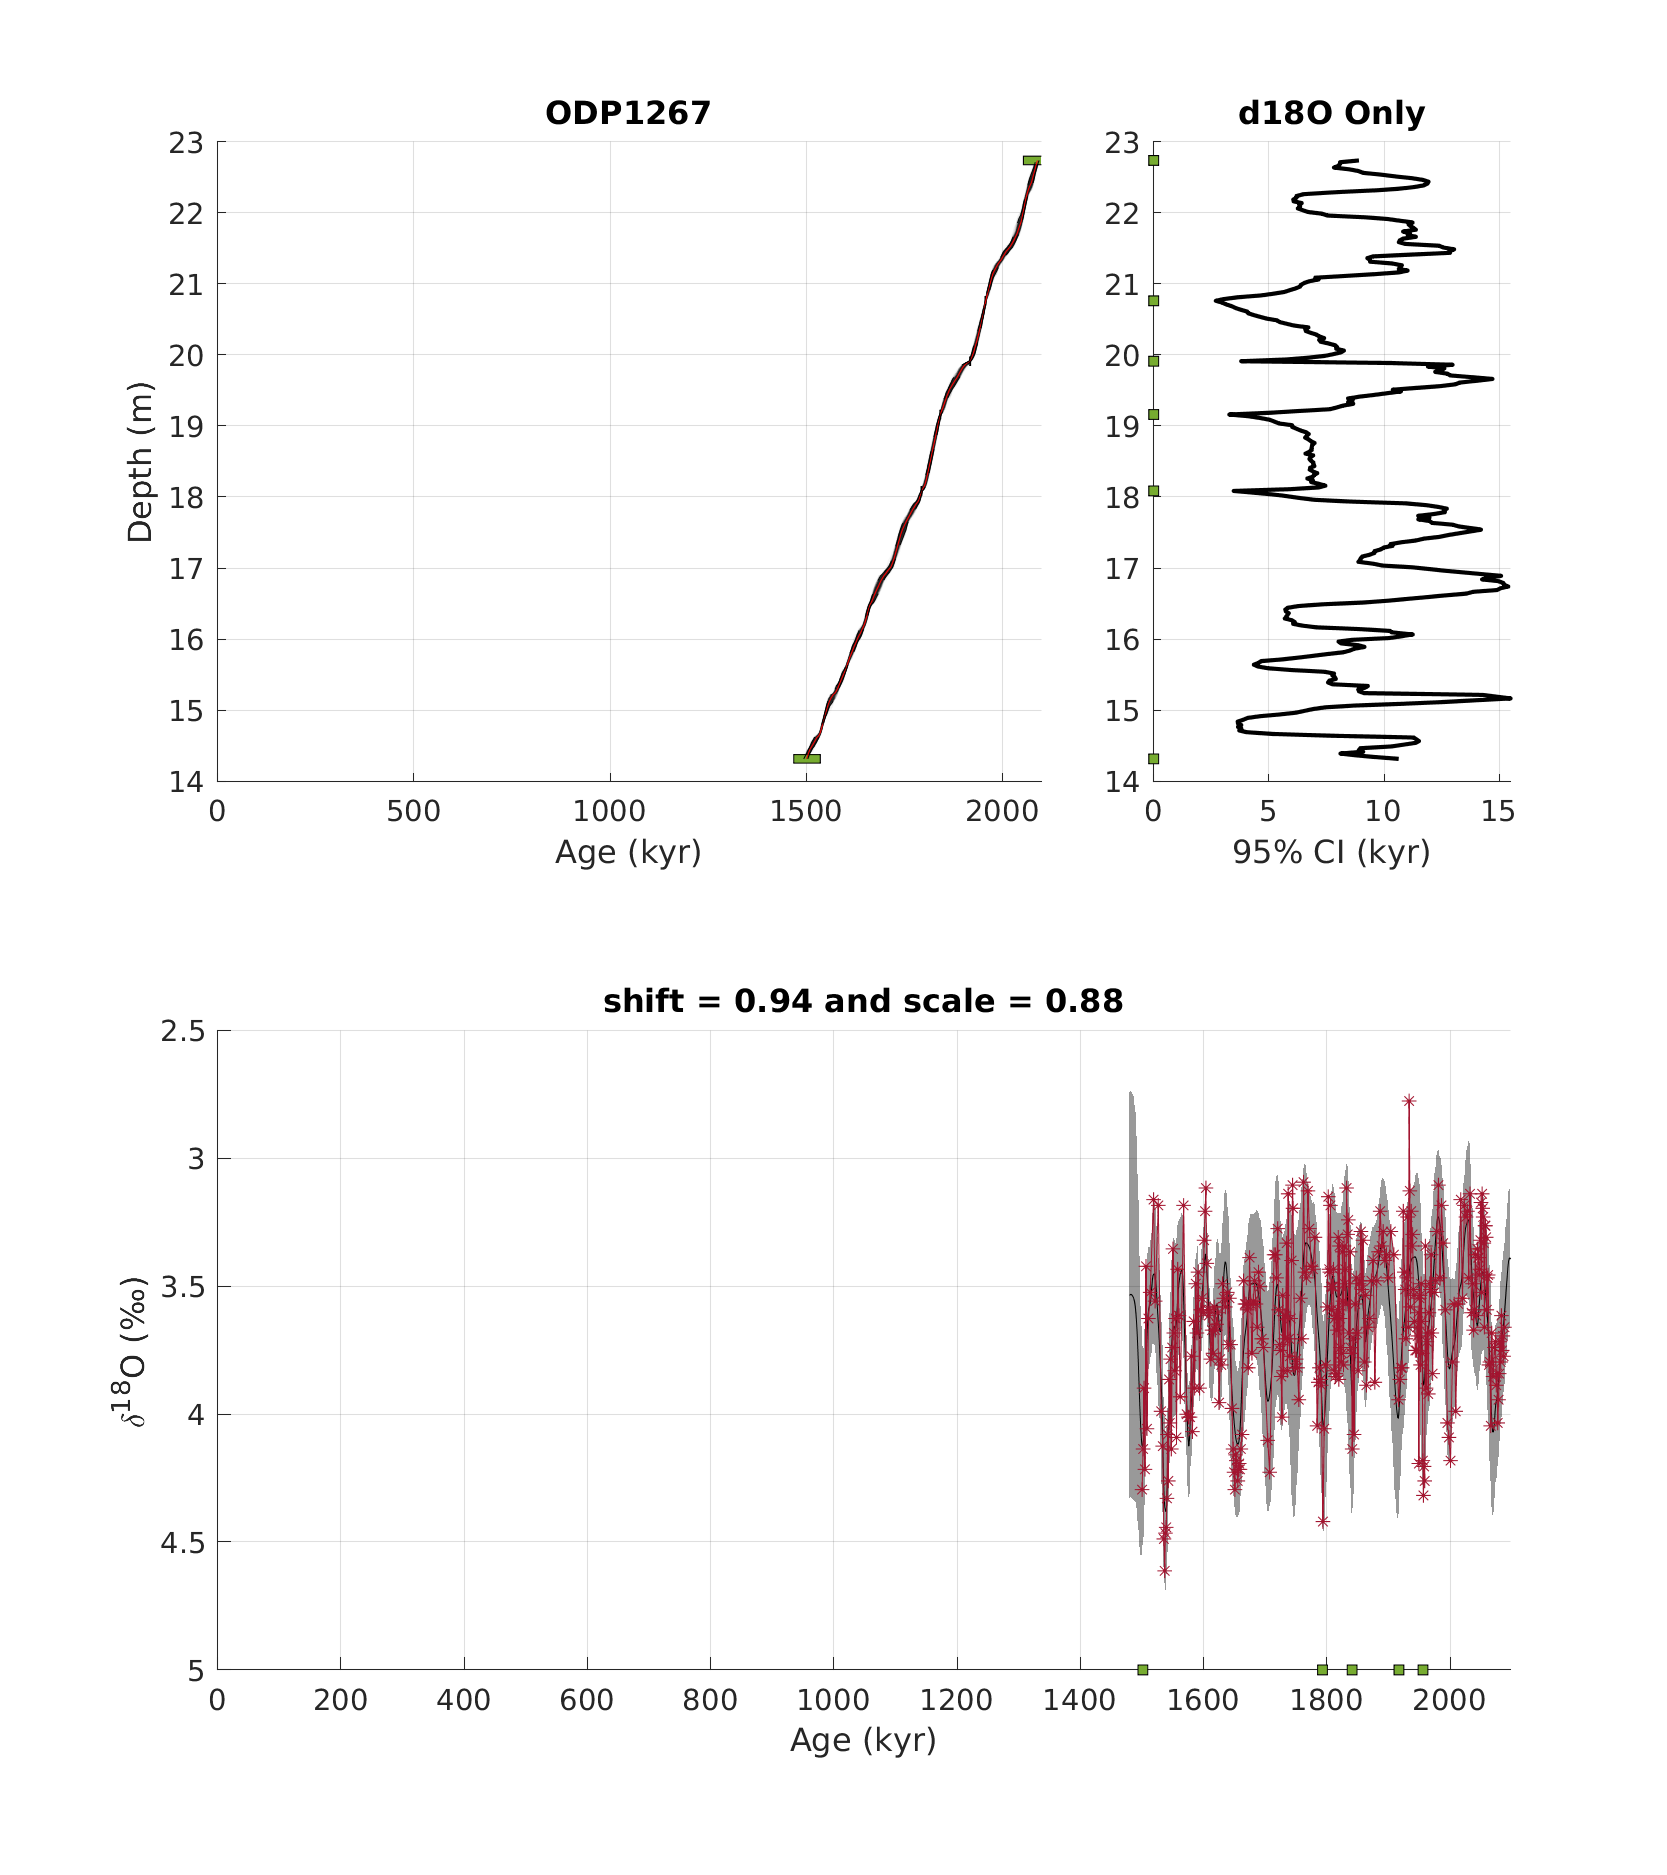 ODP1267
23
22
21
20
19
18
17
16
15
14
Depth (m)
0 500 1000 1500 2000
Age (kyr)
d18O Only
23
22
21
20
19
18
17
16
15
14
0 5 10 15
95% CI (kyr)
shift = 0.94 and scale = 0.88
2.5
3
3.5
4
4.5
5
δ¹⁸O (‰)
0 200 400 600 800 1000 1200 1400 1600 1800 2000
Age (kyr)